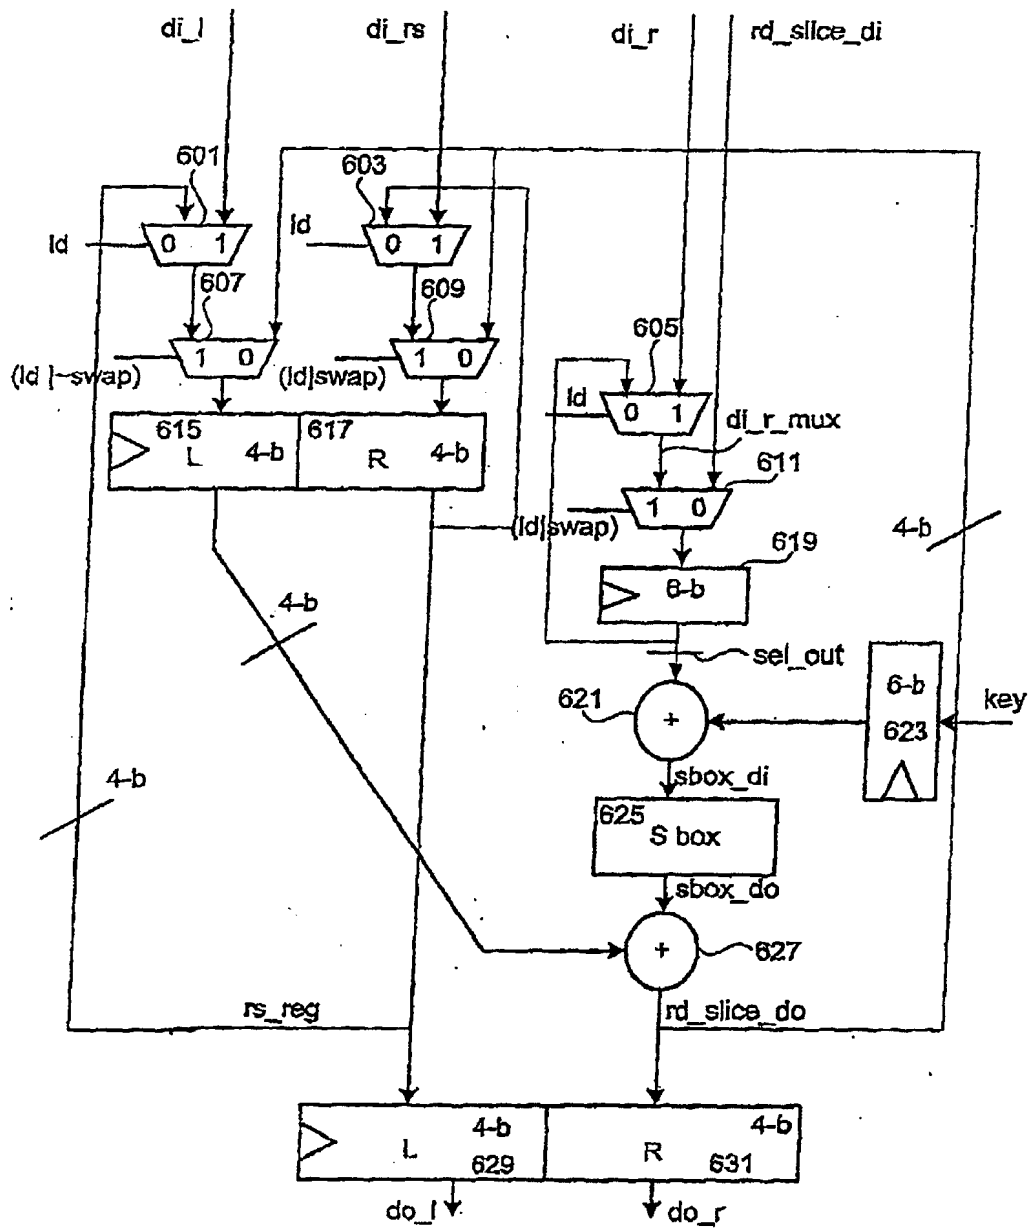 di_l di_rs di_r rd_slice_di
601 603
ld 0 1 ld 0 1
607 609
605
(ld |~swap) 1 0 (ld|swap) 1 0
ld 0 1
615 L 4-b 617 R 4-b
di_r_mux
611
(ld|swap) 1 0
4-b
619
6-b
4-b
sel_out
621 +
6-b
623
key
4-b
sbox_di
625
S box
sbox_do
+ 627
rs_reg rd_slice_do
L 4-b 629 R 4-b 631
do_l do_r